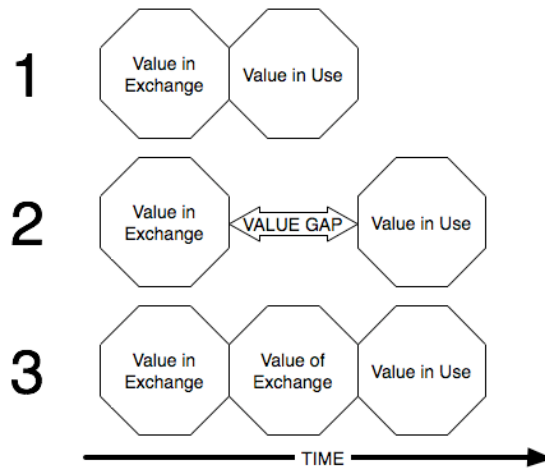 1
Value in
Exchange
Value in Use
2
Value in
Exchange
VALUE GAP
Value in Use
3
Value in
Exchange
Value of
Exchange
Value in Use
TIME